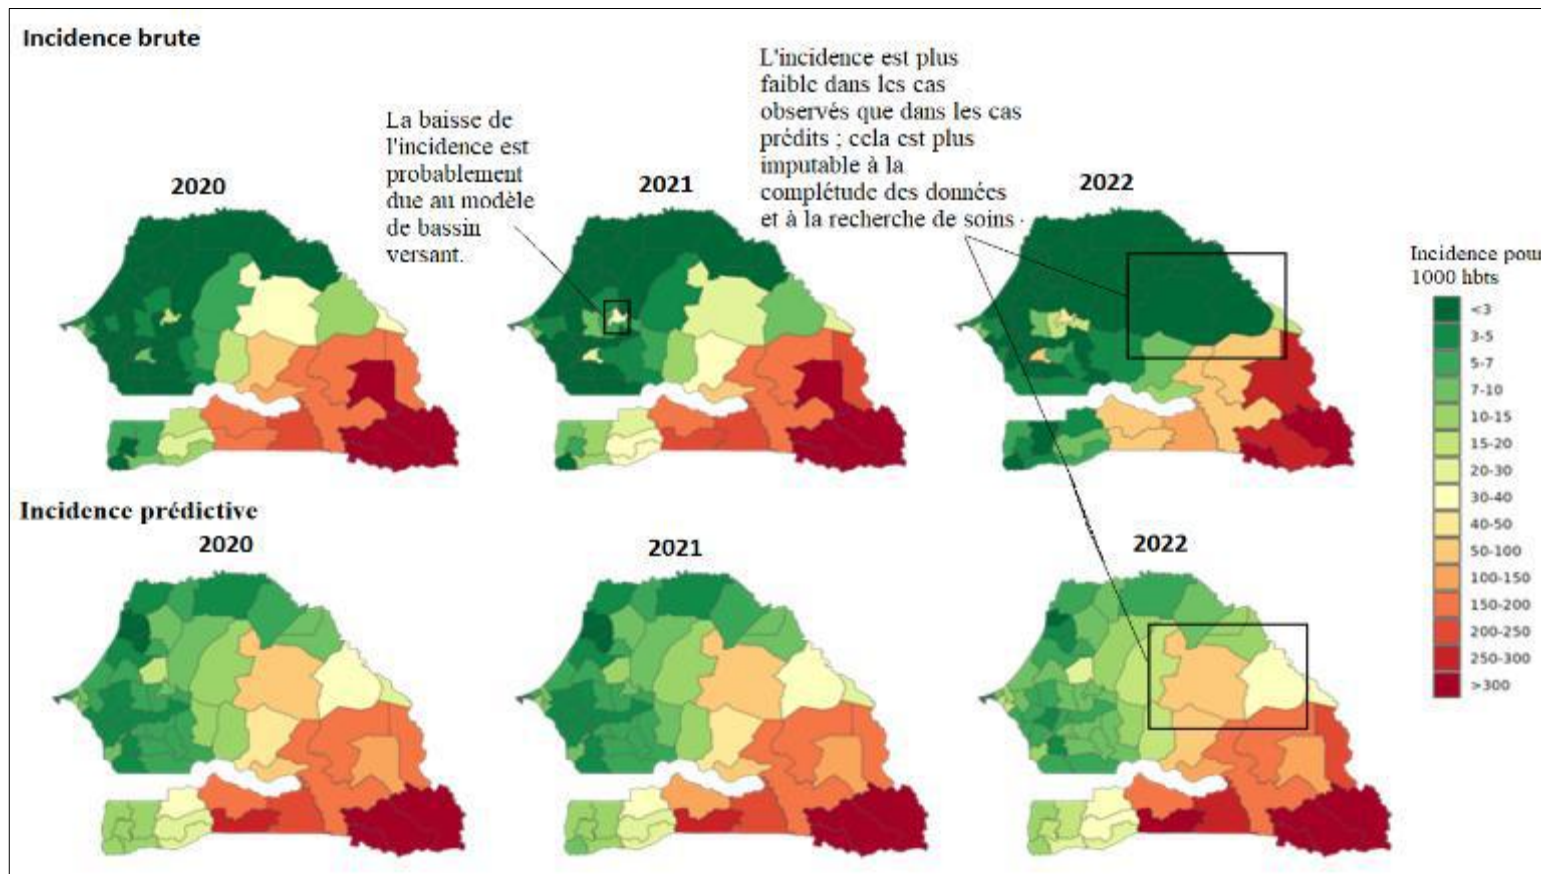 Incidence brute
La baisse de
l'incidence est
probablement
due au modèle
de bassin
versant.
L'incidence est plus
faible dans les cas
observés que dans les cas
prédits ; cela est plus
imputable à la
complétude des données
et à la recherche de soins
2020
2021
2022
Incidence pour
1000 hbts
<3
3-5
5-7
7-10
10-15
15-20
20-30
30-40
40-50
50-100
100-150
150-200
200-250
250-300
>300
Incidence prédictive
2020
2021
2022